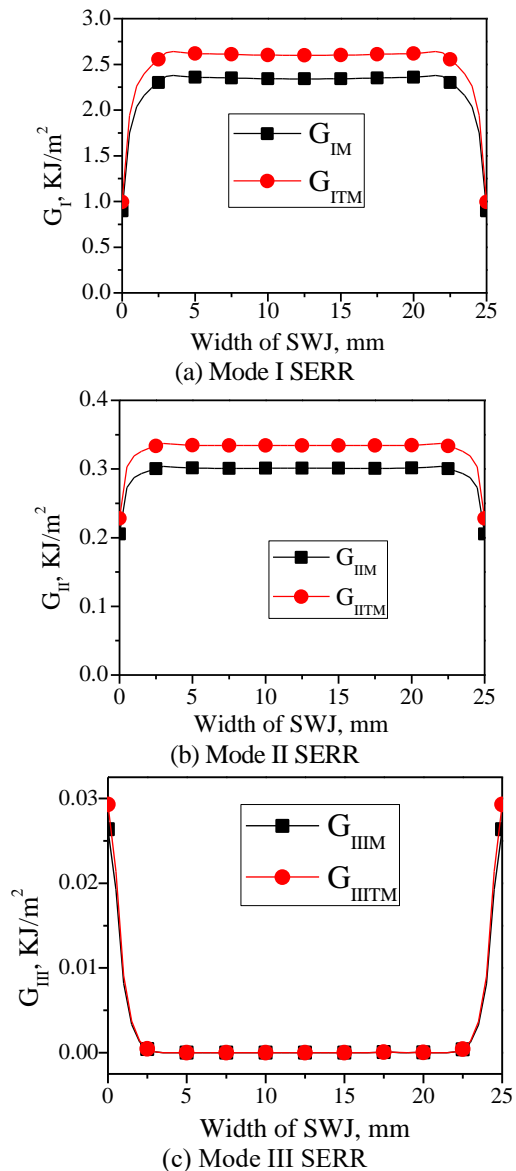 3.0
2.5
2.0
1.5
1.0
0.5
0.0
G_I, KJ/m²
G_IM
G_ITM
0 5 10 15 20 25
Width of SWJ, mm
(a) Mode I SERR
0.4
0.3
0.2
0.1
0.0
G_II, KJ/m²
G_IIM
G_IITM
0 5 10 15 20 25
Width of SWJ, mm
(b) Mode II SERR
0.03
0.02
0.01
0.00
G_III, KJ/m²
G_IIIM
G_IIITM
0 5 10 15 20 25
Width of SWJ, mm
(c) Mode III SERR